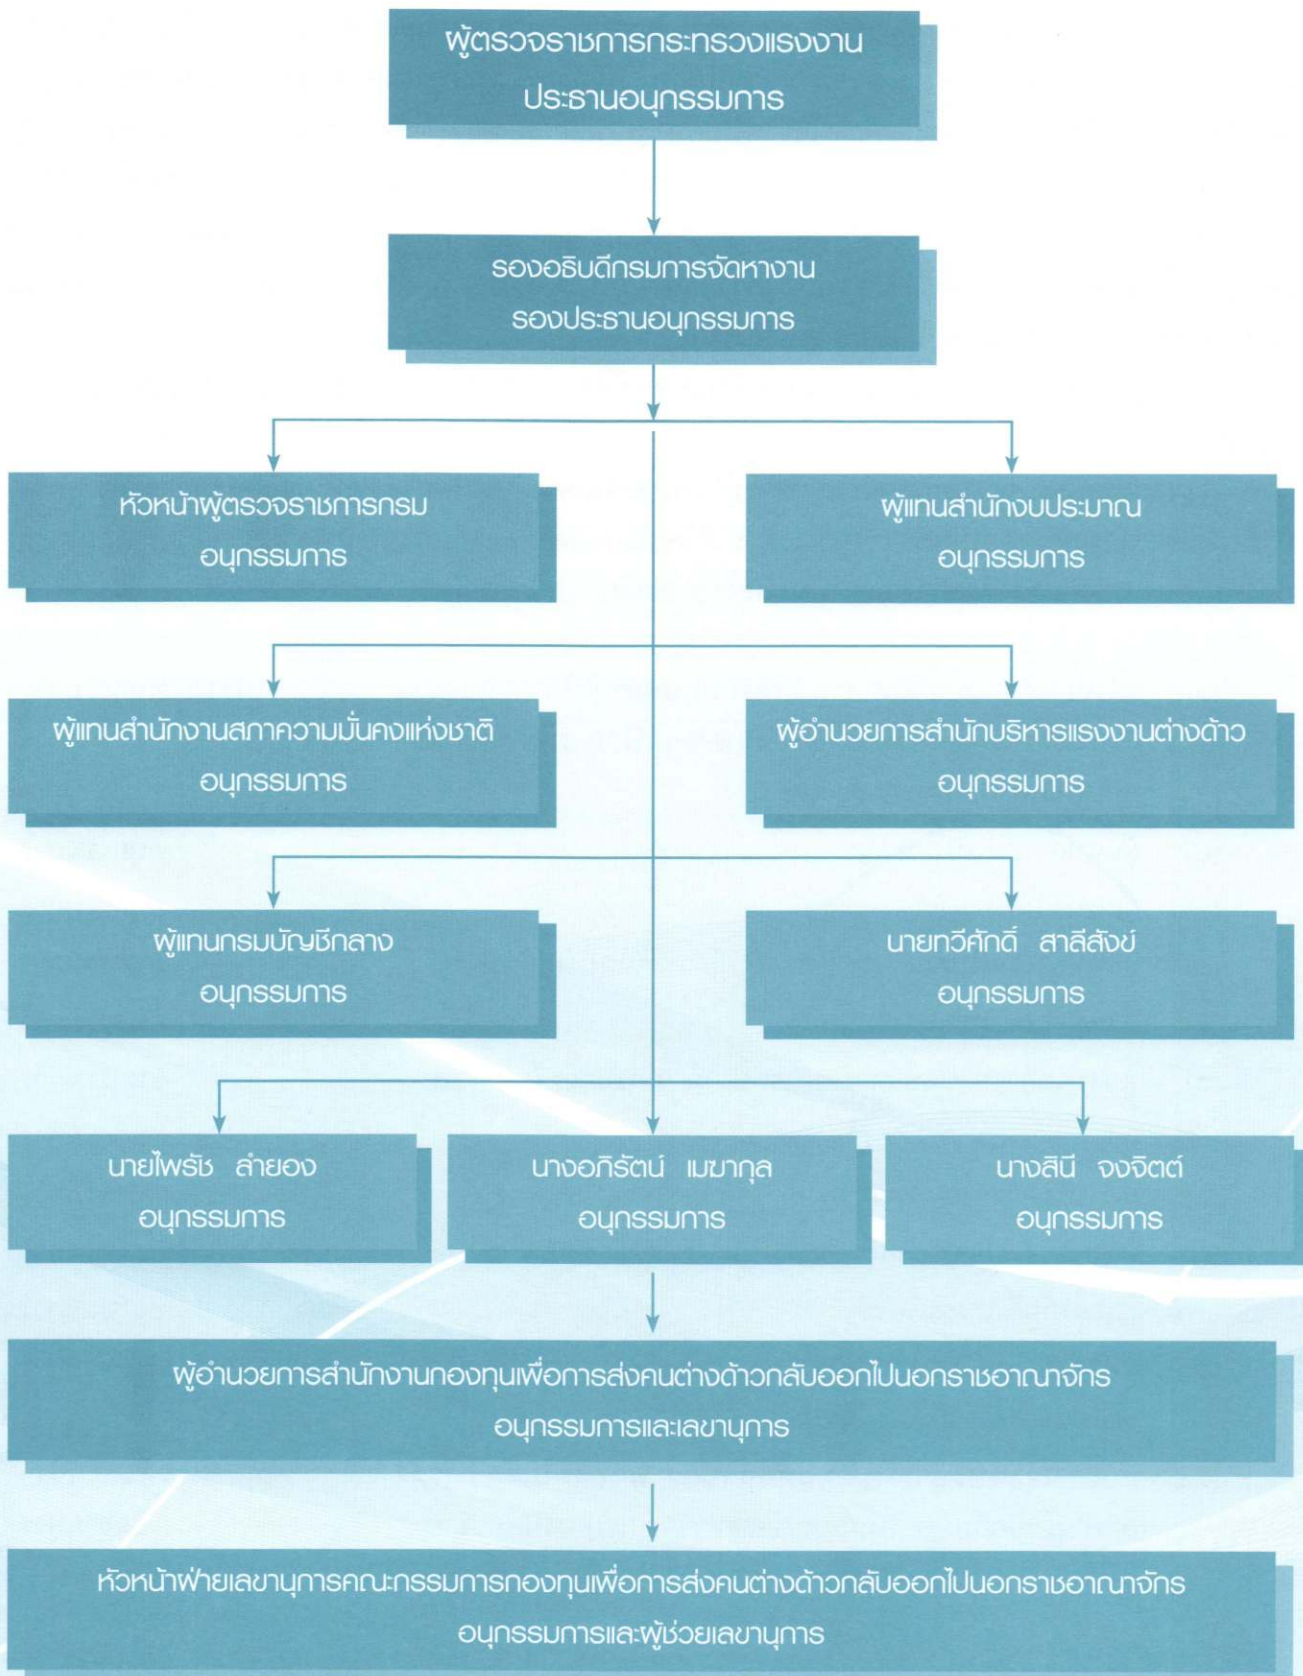 ผู้ตรวจราชการกระทรวงแรงงาน
ประธานอนุกรรมการ
รองอธิบดีกรมการจัดหางาน
รองประธานอนุกรรมการ
หัวหน้าผู้ตรวจราชการกรม
อนุกรรมการ
ผู้แทนสำนักงบประมาณ
อนุกรรมการ
ผู้แทนสำนักงานสภาความมั่นคงแห่งชาติ
อนุกรรมการ
ผู้อำนวยการสำนักบริหารแรงงานต่างด้าว
อนุกรรมการ
ผู้แทนกรมบัญชีกลาง
อนุกรรมการ
นายทวีศักดิ์ สาลีสังข์
อนุกรรมการ
นายไพรัช ลำยอง
อนุกรรมการ
นางอภิรัตน์ เมฆากุล
อนุกรรมการ
นางสินี จงจิตต์
อนุกรรมการ
ผู้อำนวยการสำนักงานกองทุนเพื่อการส่งคนต่างด้าวกลับออกไปนอกราชอาณาจักร
อนุกรรมการและเลขานุการ
หัวหน้าฝ่ายเลขานุการคณะกรรมการกองทุนเพื่อการส่งคนต่างด้าวกลับออกไปนอกราชอาณาจักร
อนุกรรมการและผู้ช่วยเลขานุการ